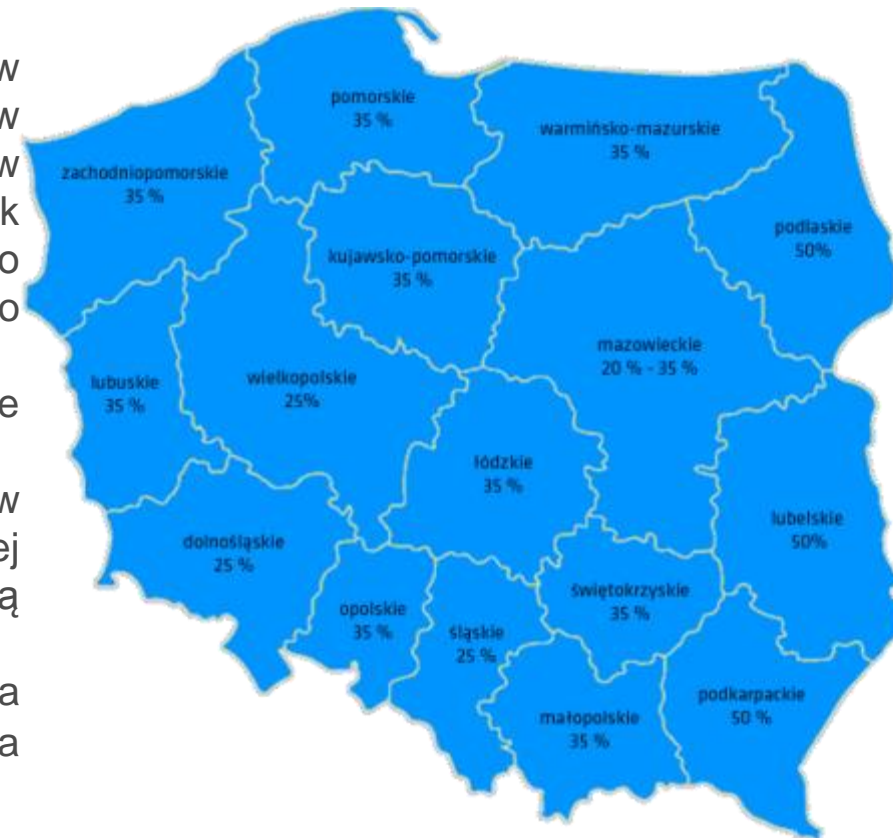 w
w
w
k
o
o
e
w
ej
ą
a
a
pomorskie
35 %
warmińsko-mazurskie
35 %
zachodniopomorskie
35 %
podlaskie
50%
kujawsko-pomorskie
35 %
mazowieckie
20 % - 35 %
lubuskie
35 %
wielkopolskie
25%
łódzkie
35 %
lubelskie
50%
dolnośląskie
25 %
opolskie
35 %
śląskie
25 %
świętokrzyskie
35 %
małopolskie
35 %
podkarpackie
50 %